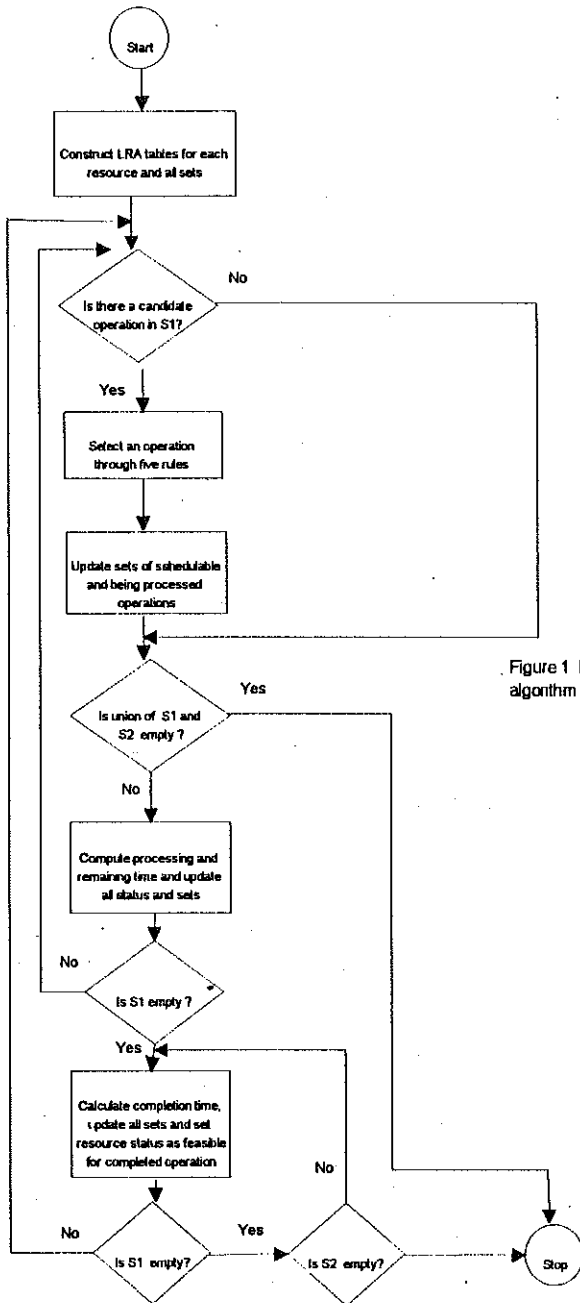 Start
Construct LRA tables for each
resource and all sets
No
Is there a candidate
operation in S1?
Yes
Select an operation
through five rules
Update sets of sshedulable
and being processed
operations
Figure 1
algorithm
Yes
Is union of S1 and
S2 empty ?
No
Compute processing and
remaining time and update
all status and sets
No
Is S1 empty ?
Yes
Calculate completion time,
update all sets and set
resource status as feasible
for completed operation
No
No
Yes
Is S1 empty?
Is S2 empty?
Stop